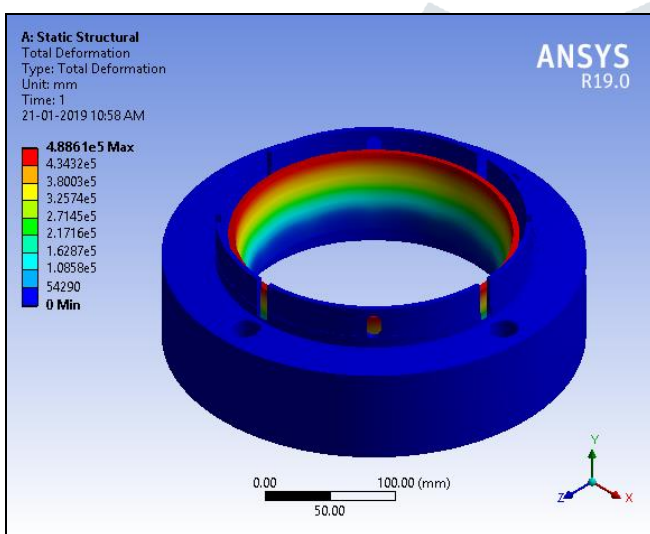 A: Static Structural
Total Deformation
Type: Total Deformation
Unit: mm
Time: 1
21-01-2019 10:58 AM
ANSYS
R19.0
4.8861e5 Max
4.3432e5
3.8003e5
3.2574e5
2.7145e5
2.1716e5
1.6287e5
1.0858e5
54290
0 Min
0.00
100.00 (mm)
50.00
Y
Z
X